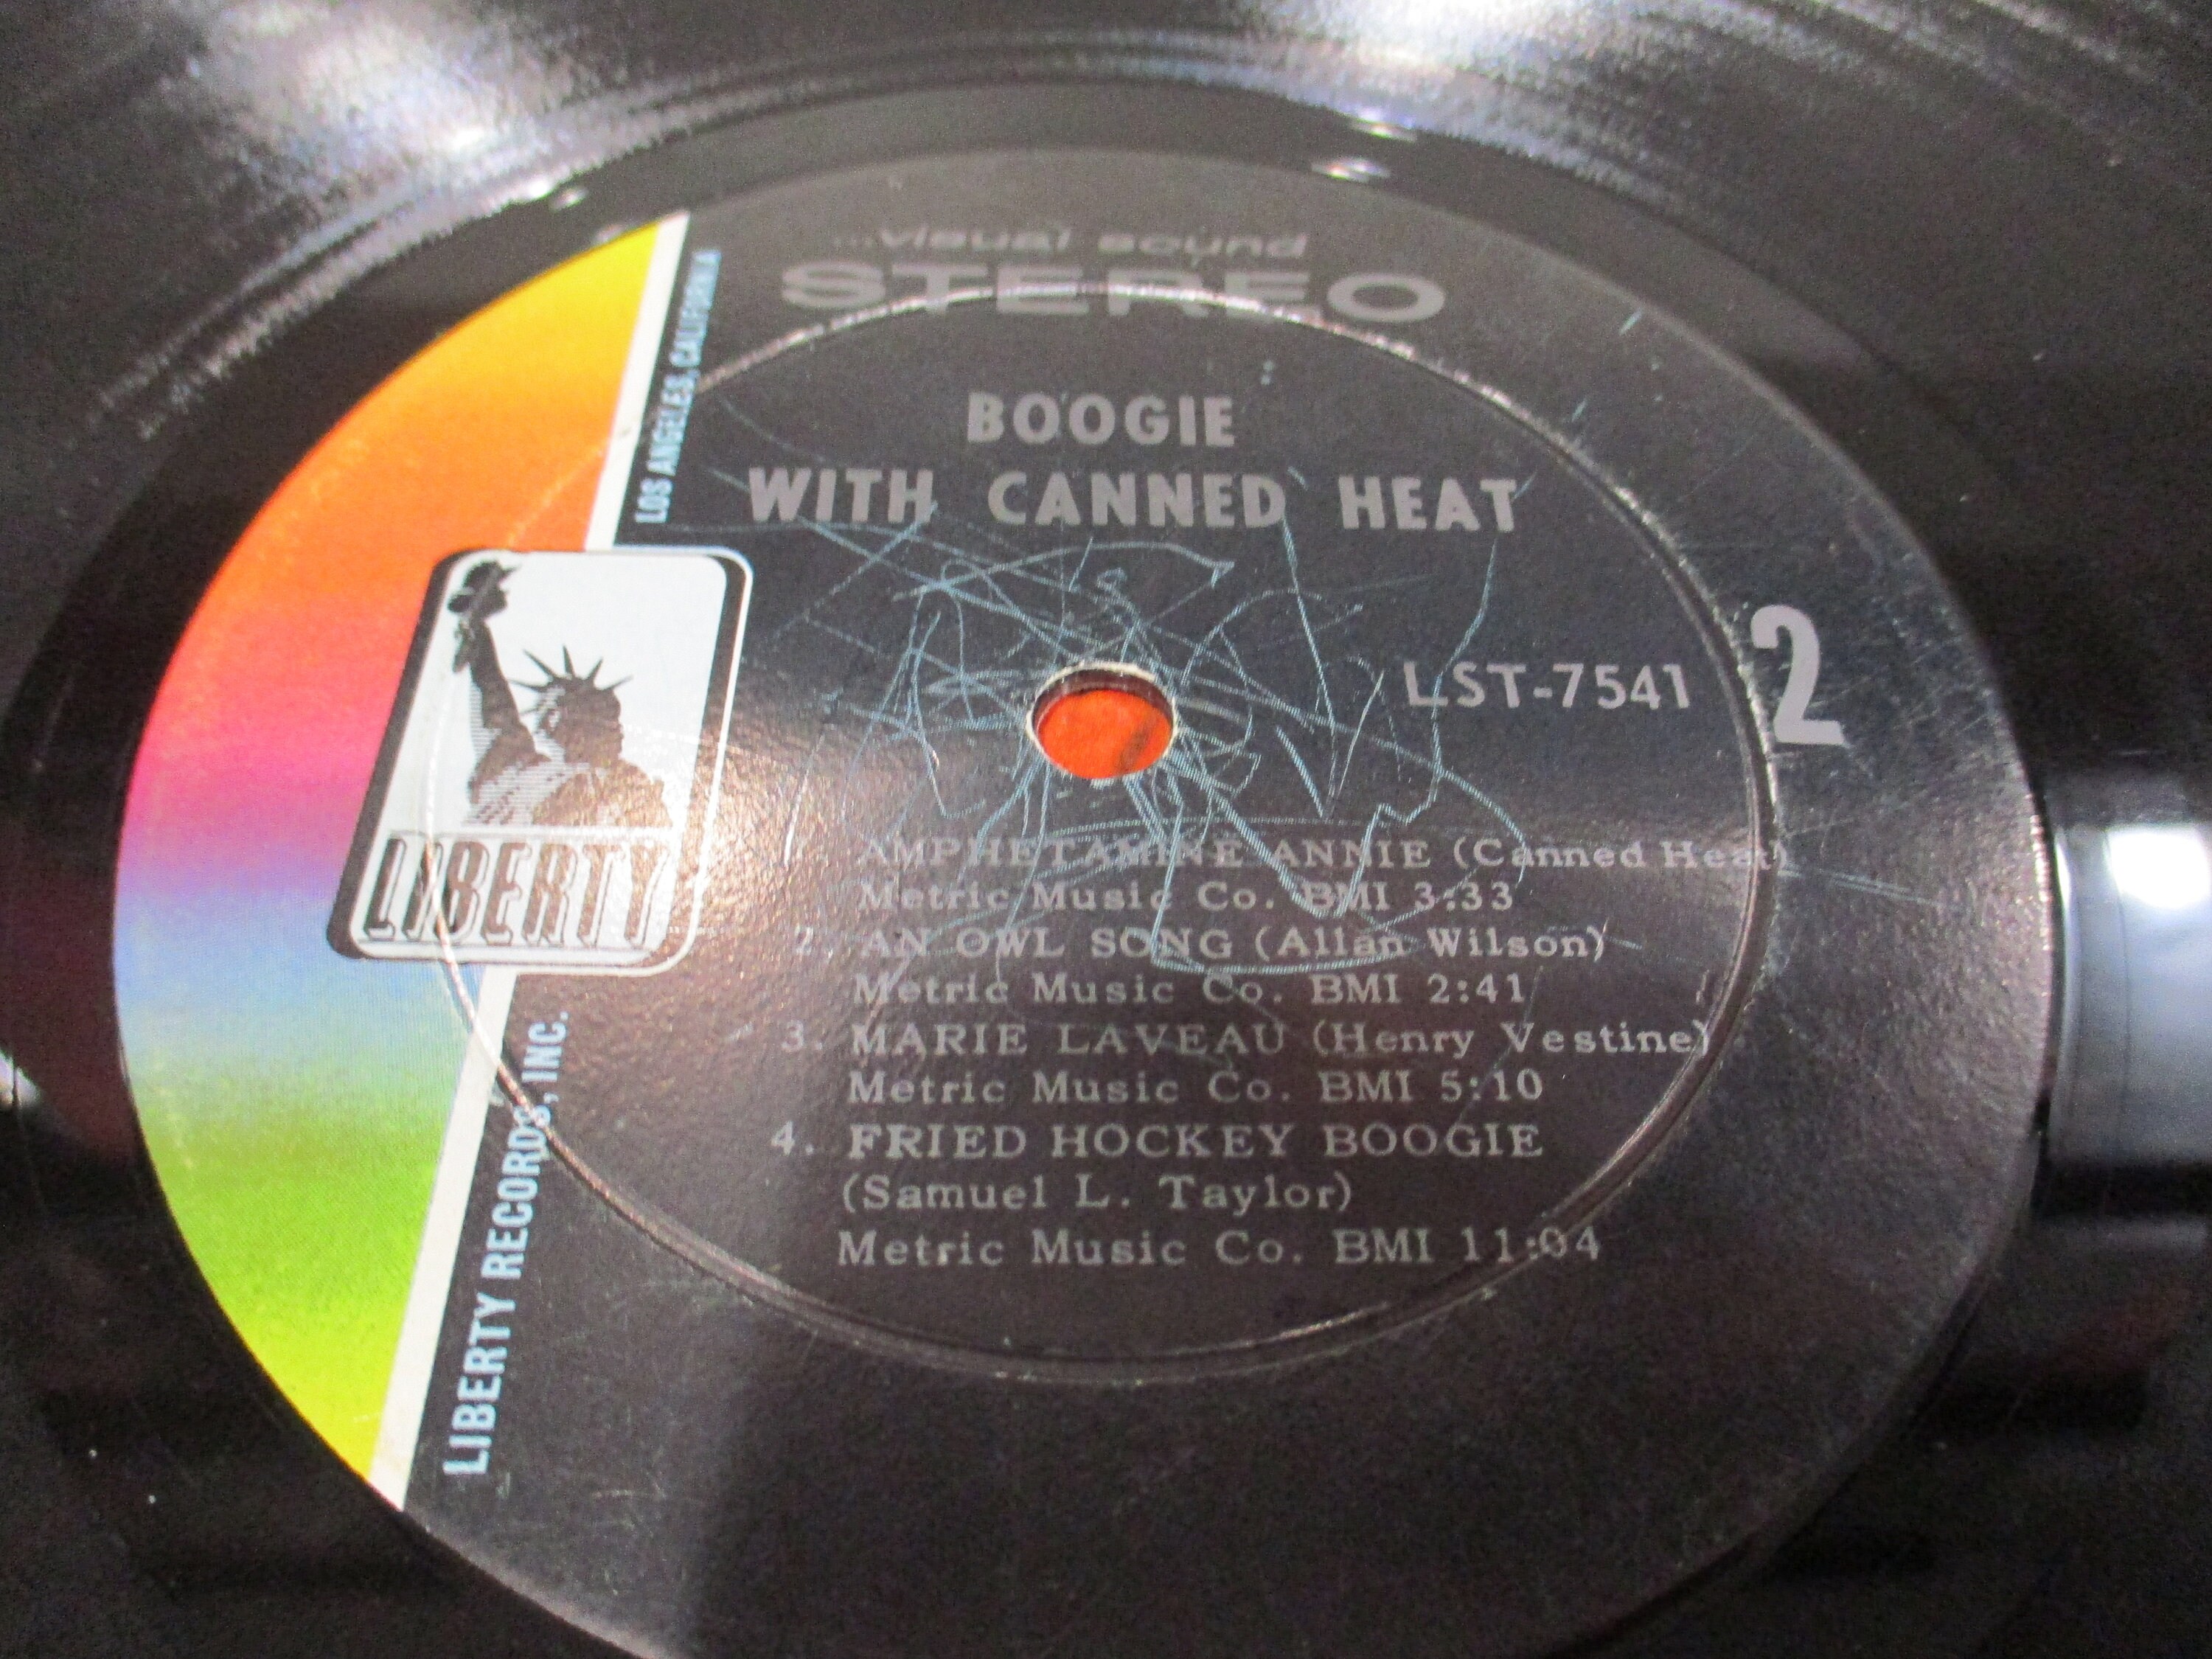 ...visual sound
STEREO
BOOGIE
WITH CANNED HEAT
LOS ANGELES, CALIFORNIA
LIBERTY
LIBERTY RECORDS, INC.
LST-7541
2
1. AMPHETAMINE ANNIE (Canned Heat)
Metric Music Co. BMI 3:33
2. AN OWL SONG (Allan Wilson)
Metric Music Co. BMI 2:41
3. MARIE LAVEAU (Henry Vestine)
Metric Music Co. BMI 5:10
4. FRIED HOCKEY BOOGIE
(Samuel L. Taylor)
Metric Music Co. BMI 11:04